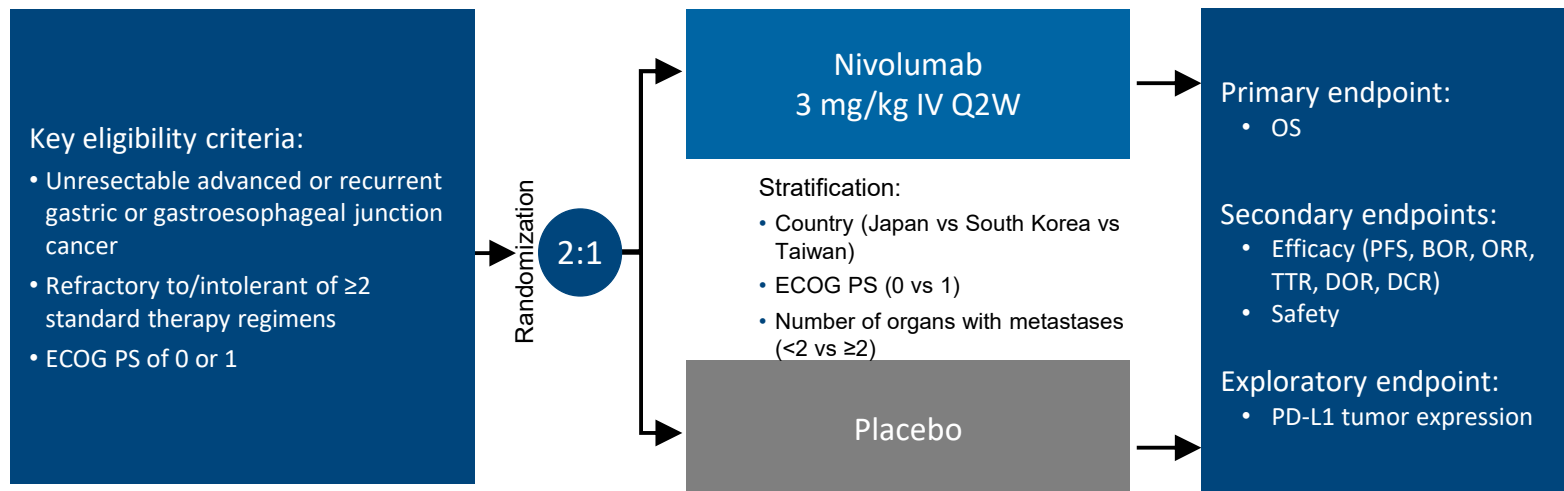 Key eligibility criteria:
• Unresectable advanced or recurrent
gastric or gastroesophageal junction
cancer
• Refractory to/intolerant of ≥2
standard therapy regimens
• ECOG PS of 0 or 1
Randomization
2:1
Nivolumab
3 mg/kg IV Q2W
Stratification:
• Country (Japan vs South Korea vs
Taiwan)
• ECOG PS (0 vs 1)
• Number of organs with metastases
(<2 vs ≥2)
Placebo
Primary endpoint:
• OS
Secondary endpoints:
• Efficacy (PFS, BOR, ORR,
TTR, DOR, DCR)
• Safety
Exploratory endpoint:
• PD-L1 tumor expression